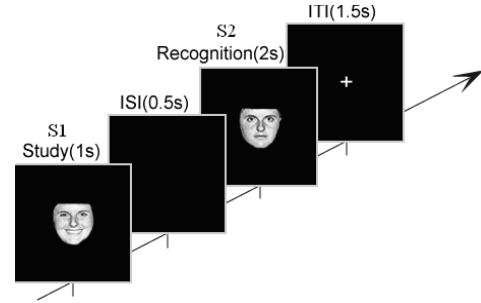 S1
Study(1s)
ISI(0.5s)
S2
Recognition(2s)
ITI(1.5s)